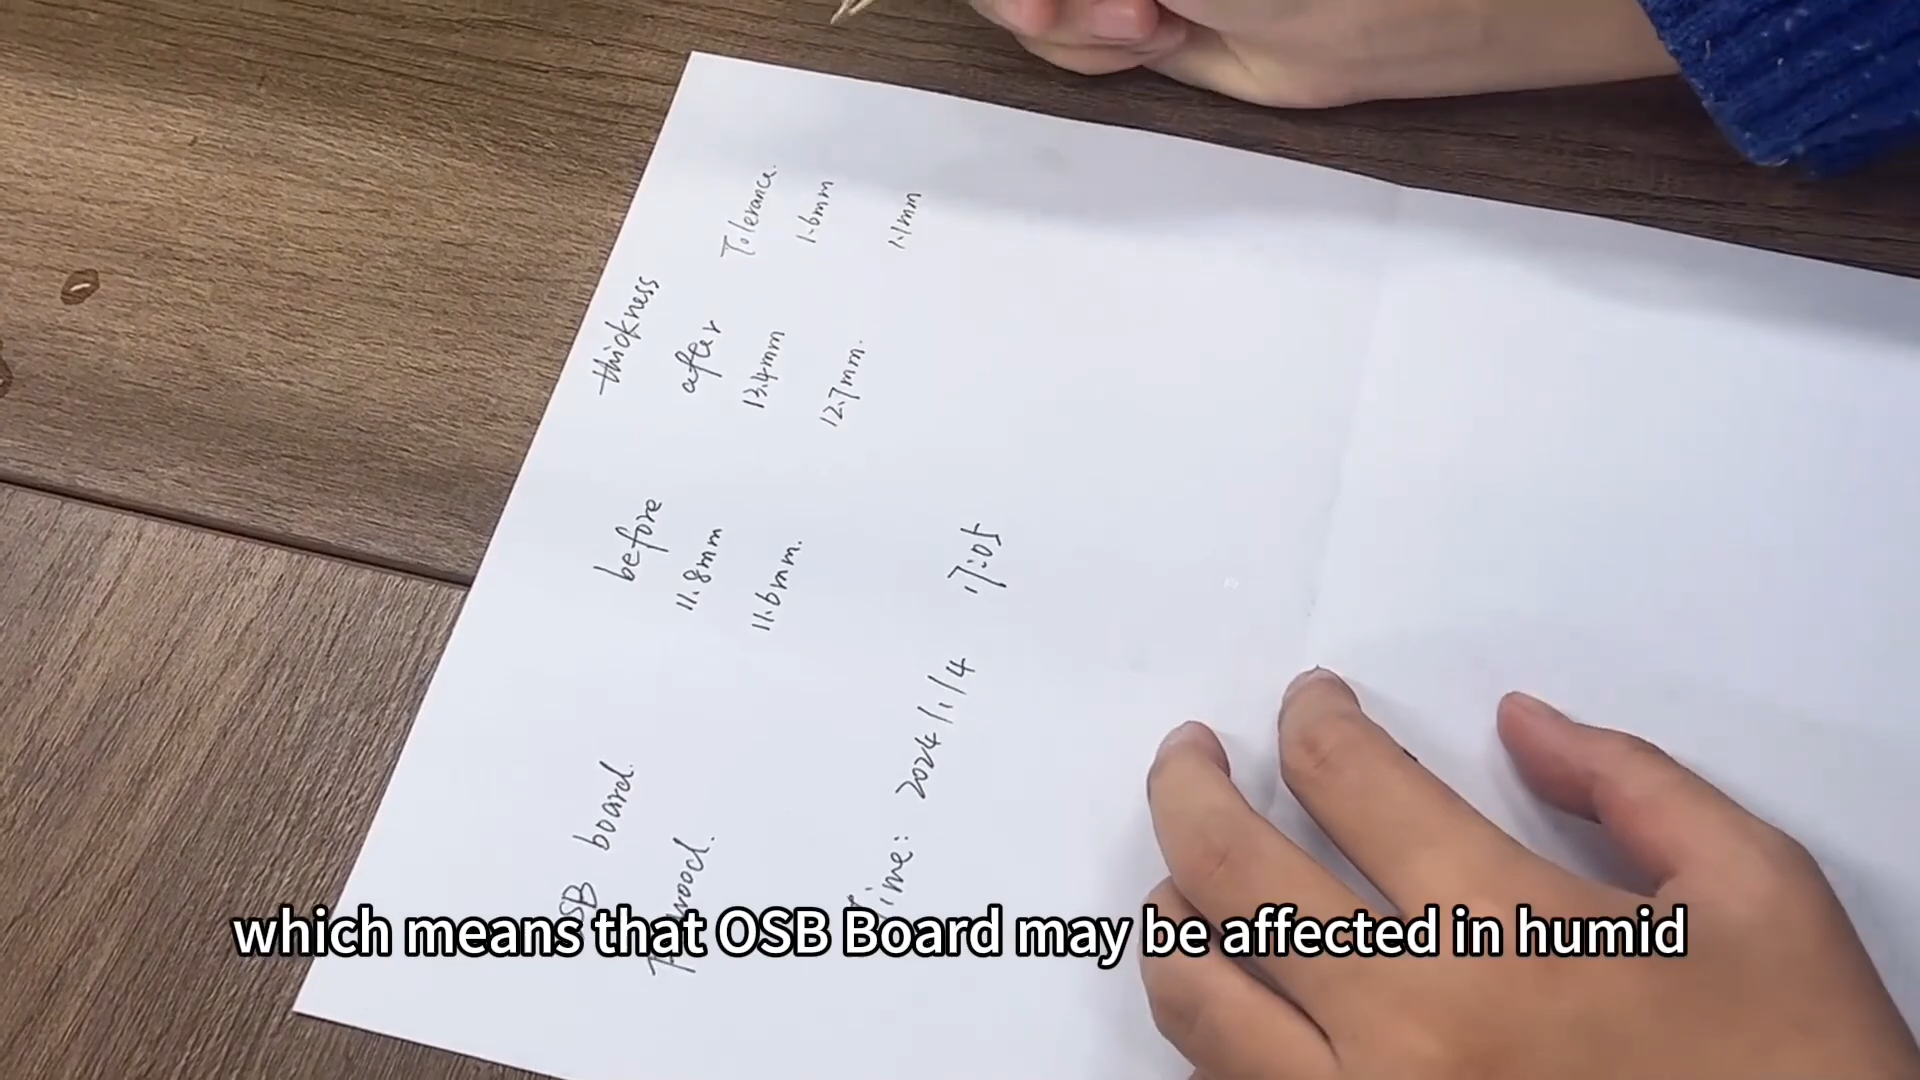 thickness
before after Tolerance.
OSB board. 11.8mm 13.4mm 1.6mm
wood. 11.6mm. 12.7mm. 1.1mm
Time: 2024/1/4 17:05
which means that OSB Board may be affected in humid